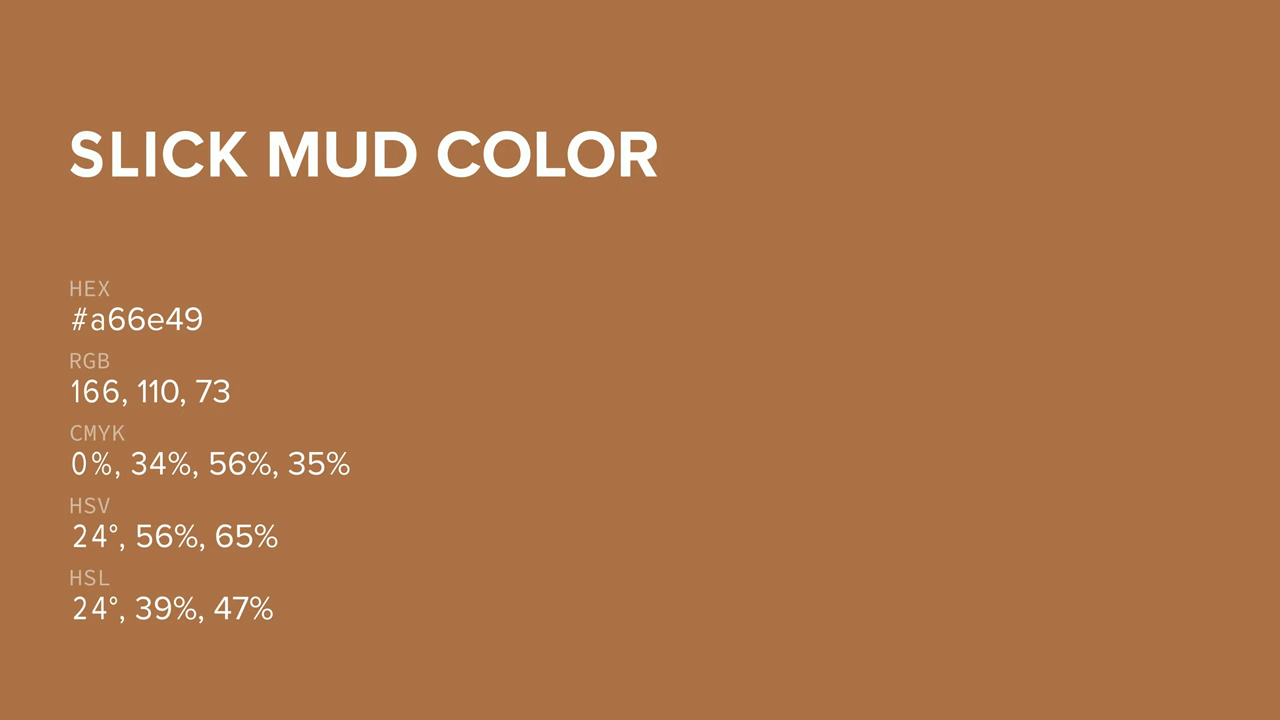 SLICK MUD COLOR
HEX
#a66e49
RGB
166, 110, 73
CMYK
0%, 34%, 56%, 35%
HSV
24°, 56%, 65%
HSL
24°, 39%, 47%